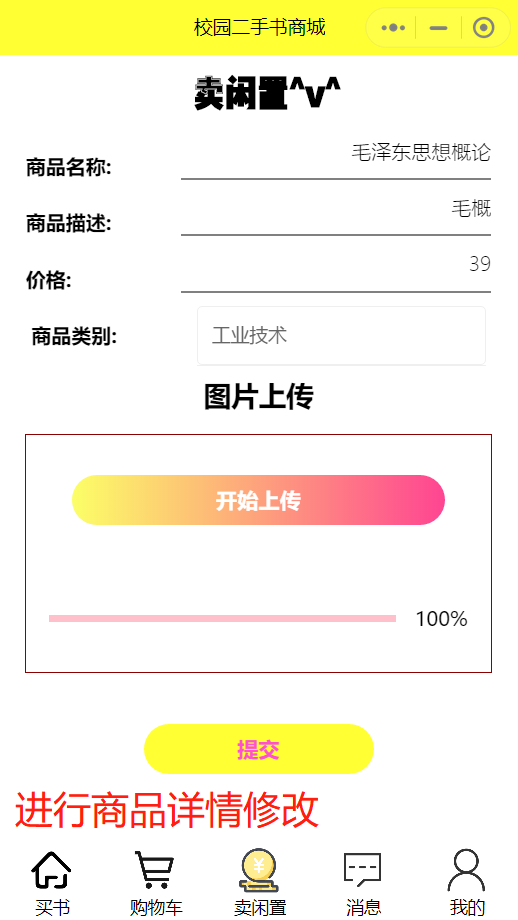 校园二手书商城
卖闲置^v^
商品名称: 毛泽东思想概论
商品描述: 毛概
价格: 39
商品类别: 工业技术
图片上传
开始上传
100%
提交
进行商品详情修改
买书 购物车 卖闲置 消息 我的